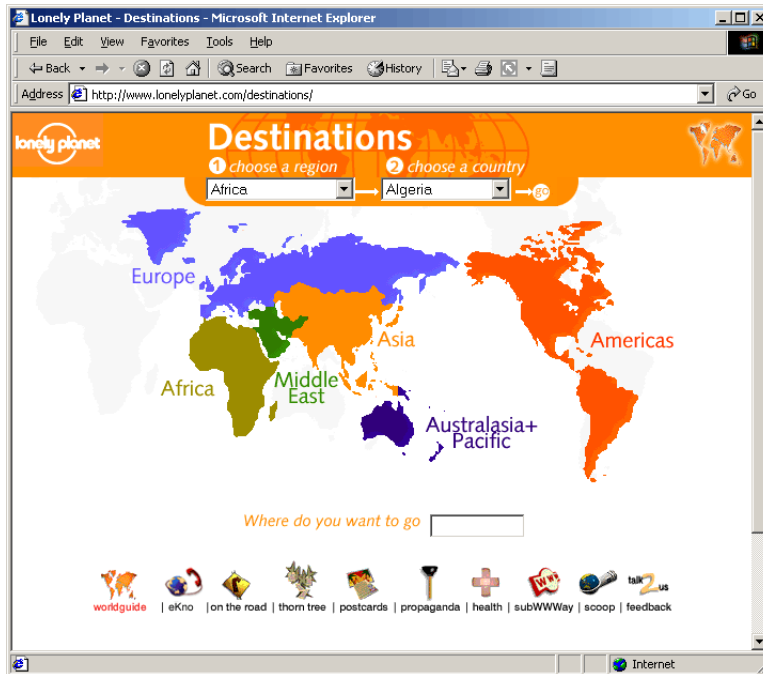 Lonely Planet - Destinations - Microsoft Internet Explorer
File Edit View Favorites Tools Help
Back Search Favorites History
Address http://www.lonelyplanet.com/destinations/ Go
lonely planet
Destinations
1 choose a region 2 choose a country
Africa Algeria go
Europe
Asia
Americas
Africa
Middle
East
Australasia+
Pacific
Where do you want to go
talk 2 us
worldguide | eKno | on the road | thorn tree | postcards | propaganda | health | subWWWay | scoop | feedback
Internet